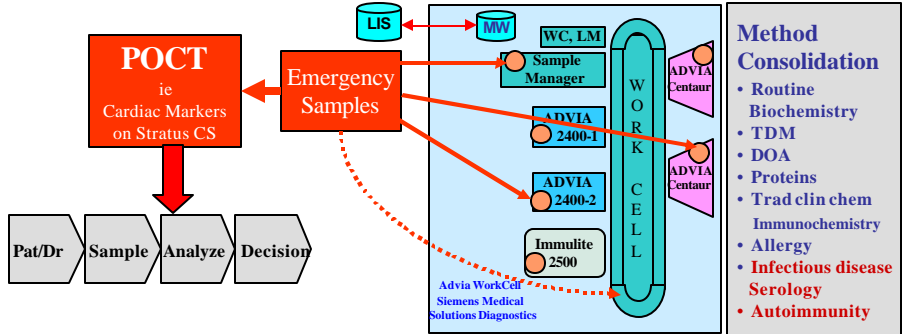 LIS
MW
POCT
ie
Cardiac Markers
on Stratus CS
Emergency
Samples
Pat/Dr
Sample
Analyze
Decision
WC, LM
Sample
Manager
ADVIA
2400-1
ADVIA
2400-2
Immulite
2500
WORK CELL
ADVIA
Centaur
ADVIA
Centaur
Advia WorkCell
Siemens Medical
Solutions Diagnostics
Method
Consolidation
• Routine
Biochemistry
• TDM
• DOA
• Proteins
• Trad clin chem
Immunochemistry
• Allergy
• Infectious disease
Serology
• Autoimmunity